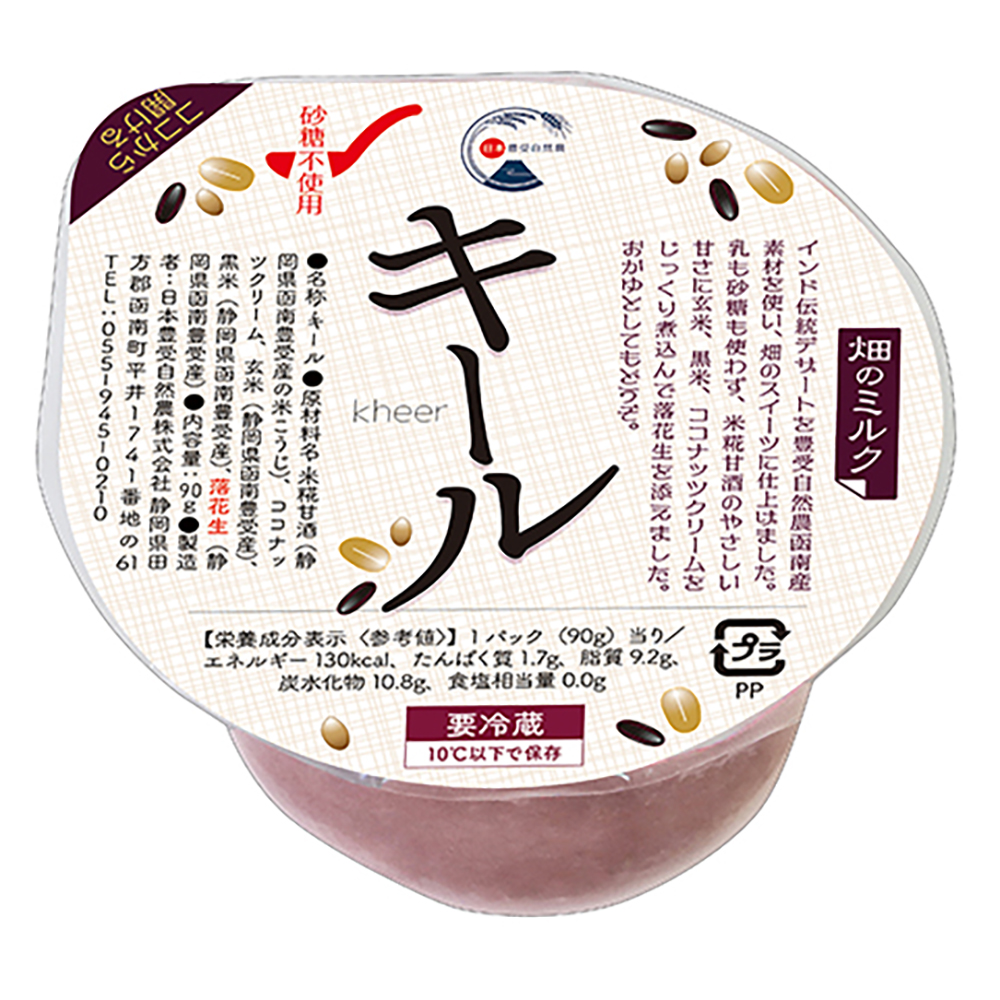 ココから
開ける
砂糖不使用
日本豊受自然農
キール
kheer
畑のミルク
インド伝統デザートを豊受自然農函南産
素材を使い、畑のスイーツに仕上げました。
乳も砂糖も使わず、米糀甘酒のやさしい
甘さに玄米、黒米、ココナッツクリームを
じっくり煮込んで落花生を添えました。
おかゆとしてもどうぞ。
●名称:キール●原材料名:米糀甘酒(静
岡県函南豊受産の米こうじ)、ココナッ
ツクリーム、玄米(静岡県函南豊受産)、
黒米(静岡県函南豊受産)、落花生(静
岡県函南豊受産)●内容量:90g●製造
者:日本豊受自然農株式会社 静岡県田
方郡函南町平井1741番地の61
TEL:055-945-0210
【栄養成分表示〈参考値〉】1パック(90g)当り/
エネルギー130kcal、たんぱく質1.7g、脂質9.2g、
炭水化物10.8g、食塩相当量0.0g
プラ
PP
要冷蔵
10℃以下で保存